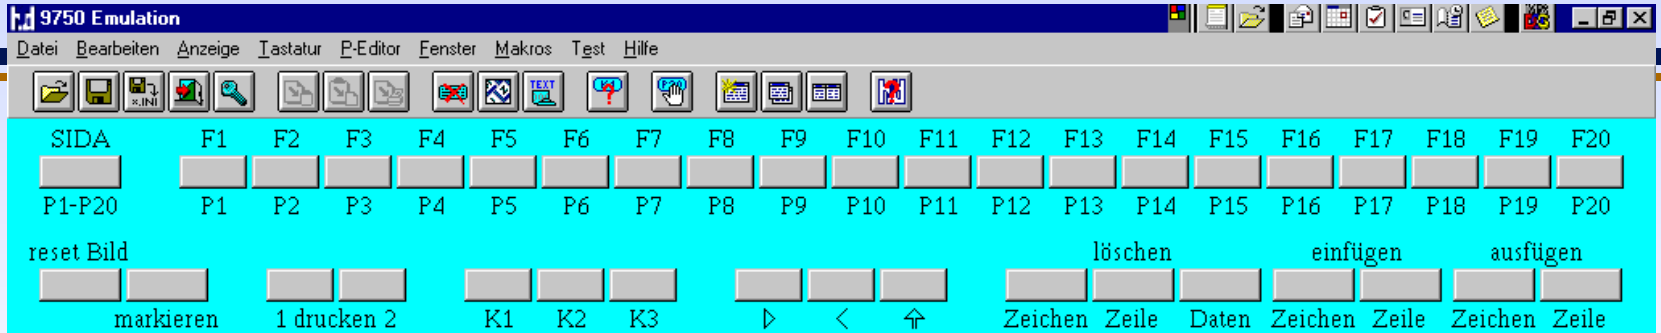 9750 Emulation
Datei Bearbeiten Anzeige Tastatur P-Editor Fenster Makros Test Hilfe
*.INI TEXT
SIDA F1 F2 F3 F4 F5 F6 F7 F8 F9 F10 F11 F12 F13 F14 F15 F16 F17 F18 F19 F20
P1-P20 P1 P2 P3 P4 P5 P6 P7 P8 P9 P10 P11 P12 P13 P14 P15 P16 P17 P18 P19 P20
reset Bild löschen einfügen ausfügen
markieren 1 drucken 2 K1 K2 K3 Zeichen Zeile Daten Zeichen Zeile Zeichen Zeile